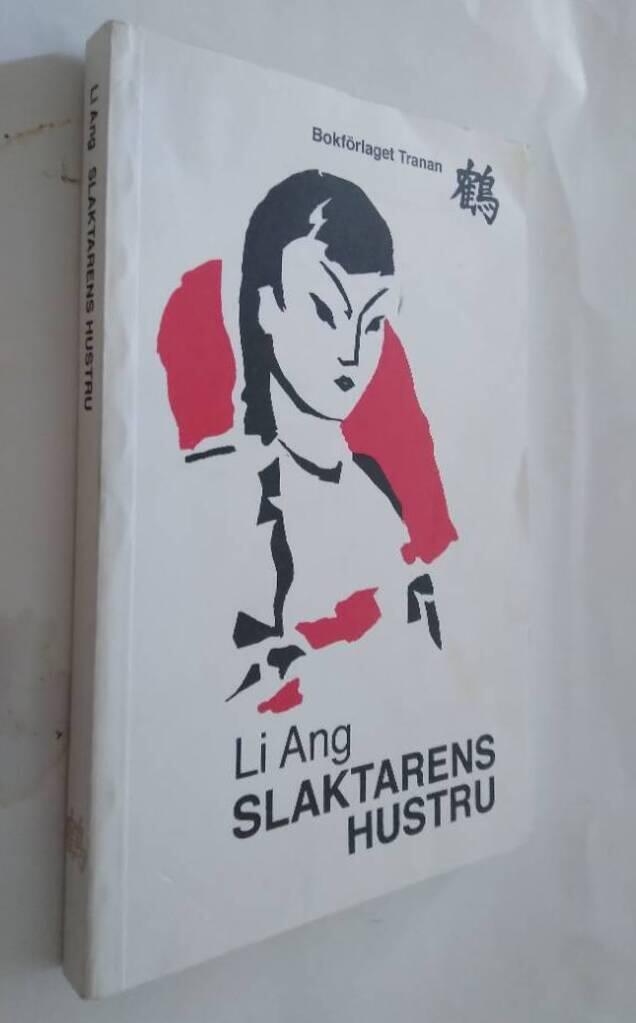 Bokförlaget Tranan
鶴
Li Ang
SLAKTARENS
HUSTRU
Li Ang SLAKTARENS HUSTRU